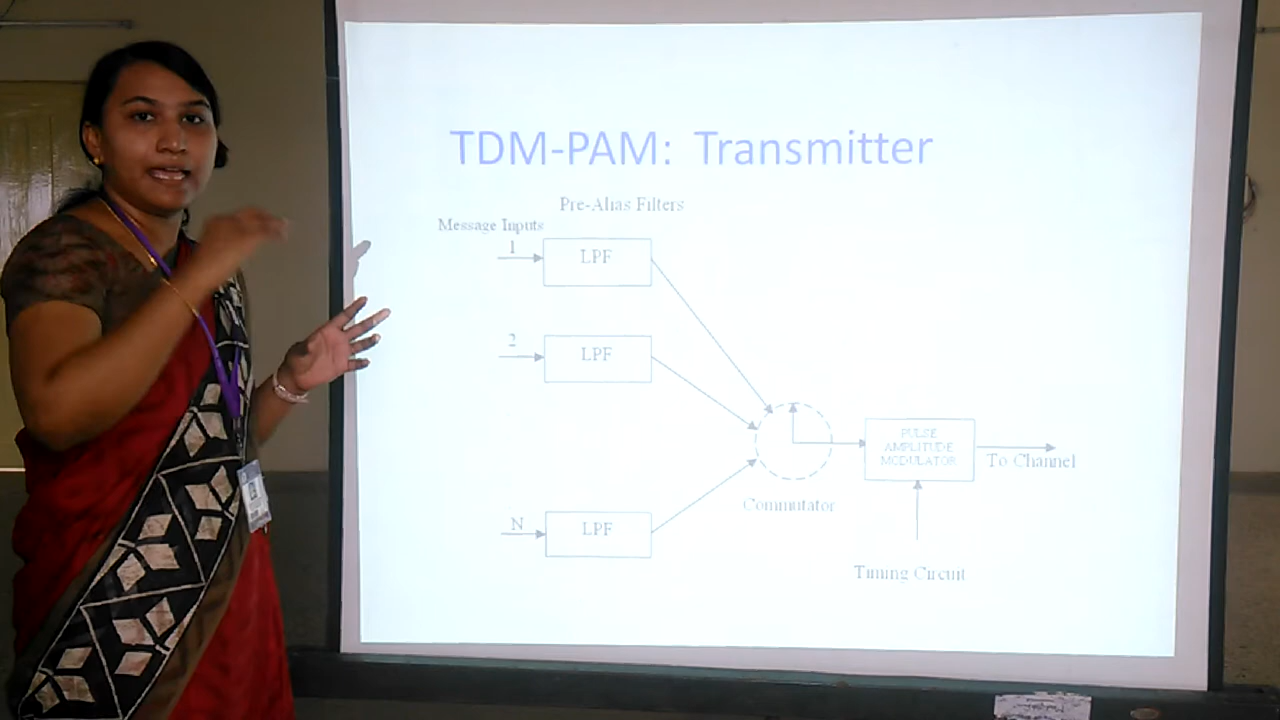 TDM-PAM: Transmitter
Pre-Alias Filters
Message Inputs
1
LPF
2
LPF
PULSE
AMPLITUDE
MODULATOR
To Channel
Commutator
N
LPF
Timing Circuit